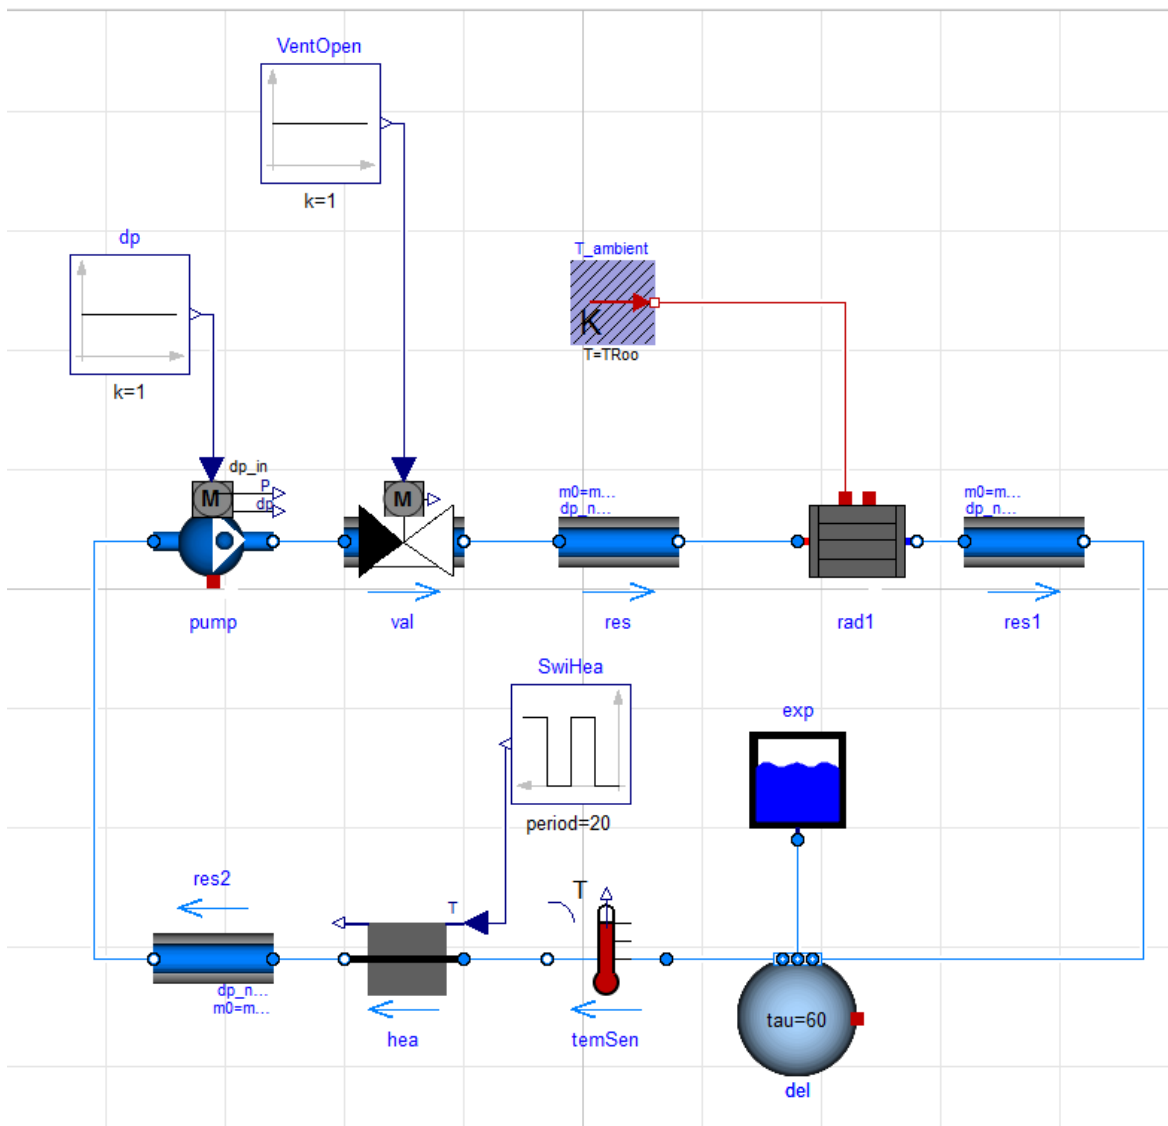 VentOpen
k=1
dp
k=1
T_ambient
K
T=TRoo
dp_in
P
dp
M
M
m0=m...
dp_n...
m0=m...
dp_n...
pump
val
res
rad1
res1
SwiHea
period=20
exp
res2
T
T
dp_n...
m0=m...
hea
temSen
tau=60
del